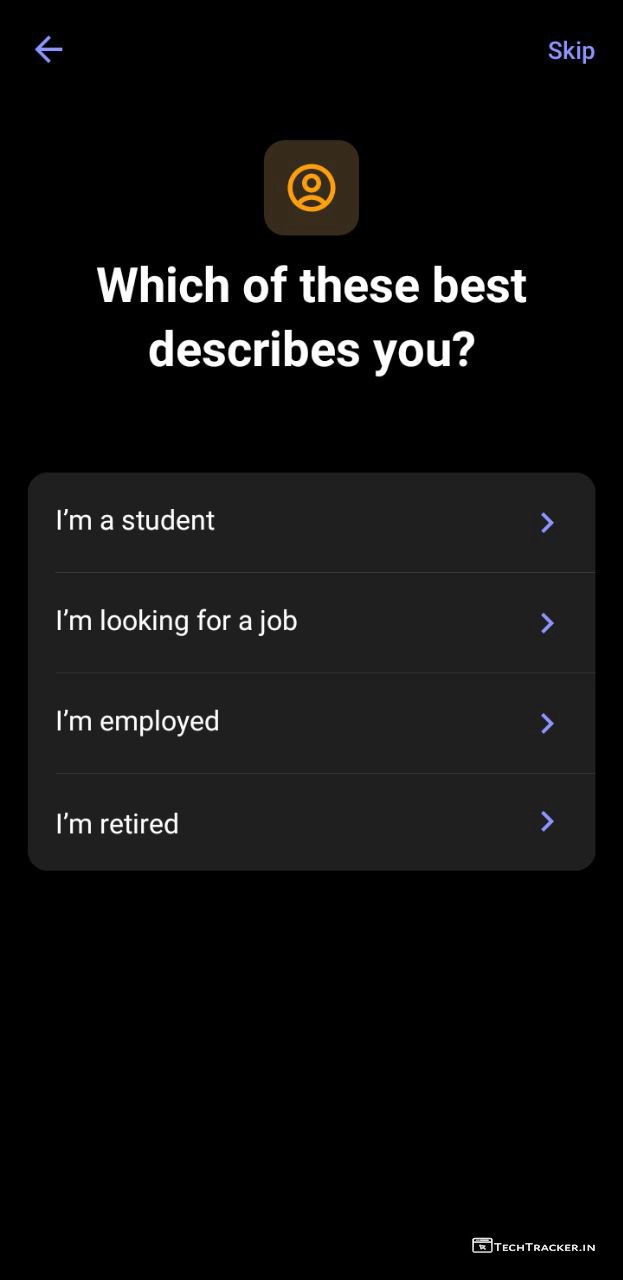 Skip
Which of these best
describes you?
I’m a student
I’m looking for a job
I’m employed
I’m retired
TECHTRACKER.IN